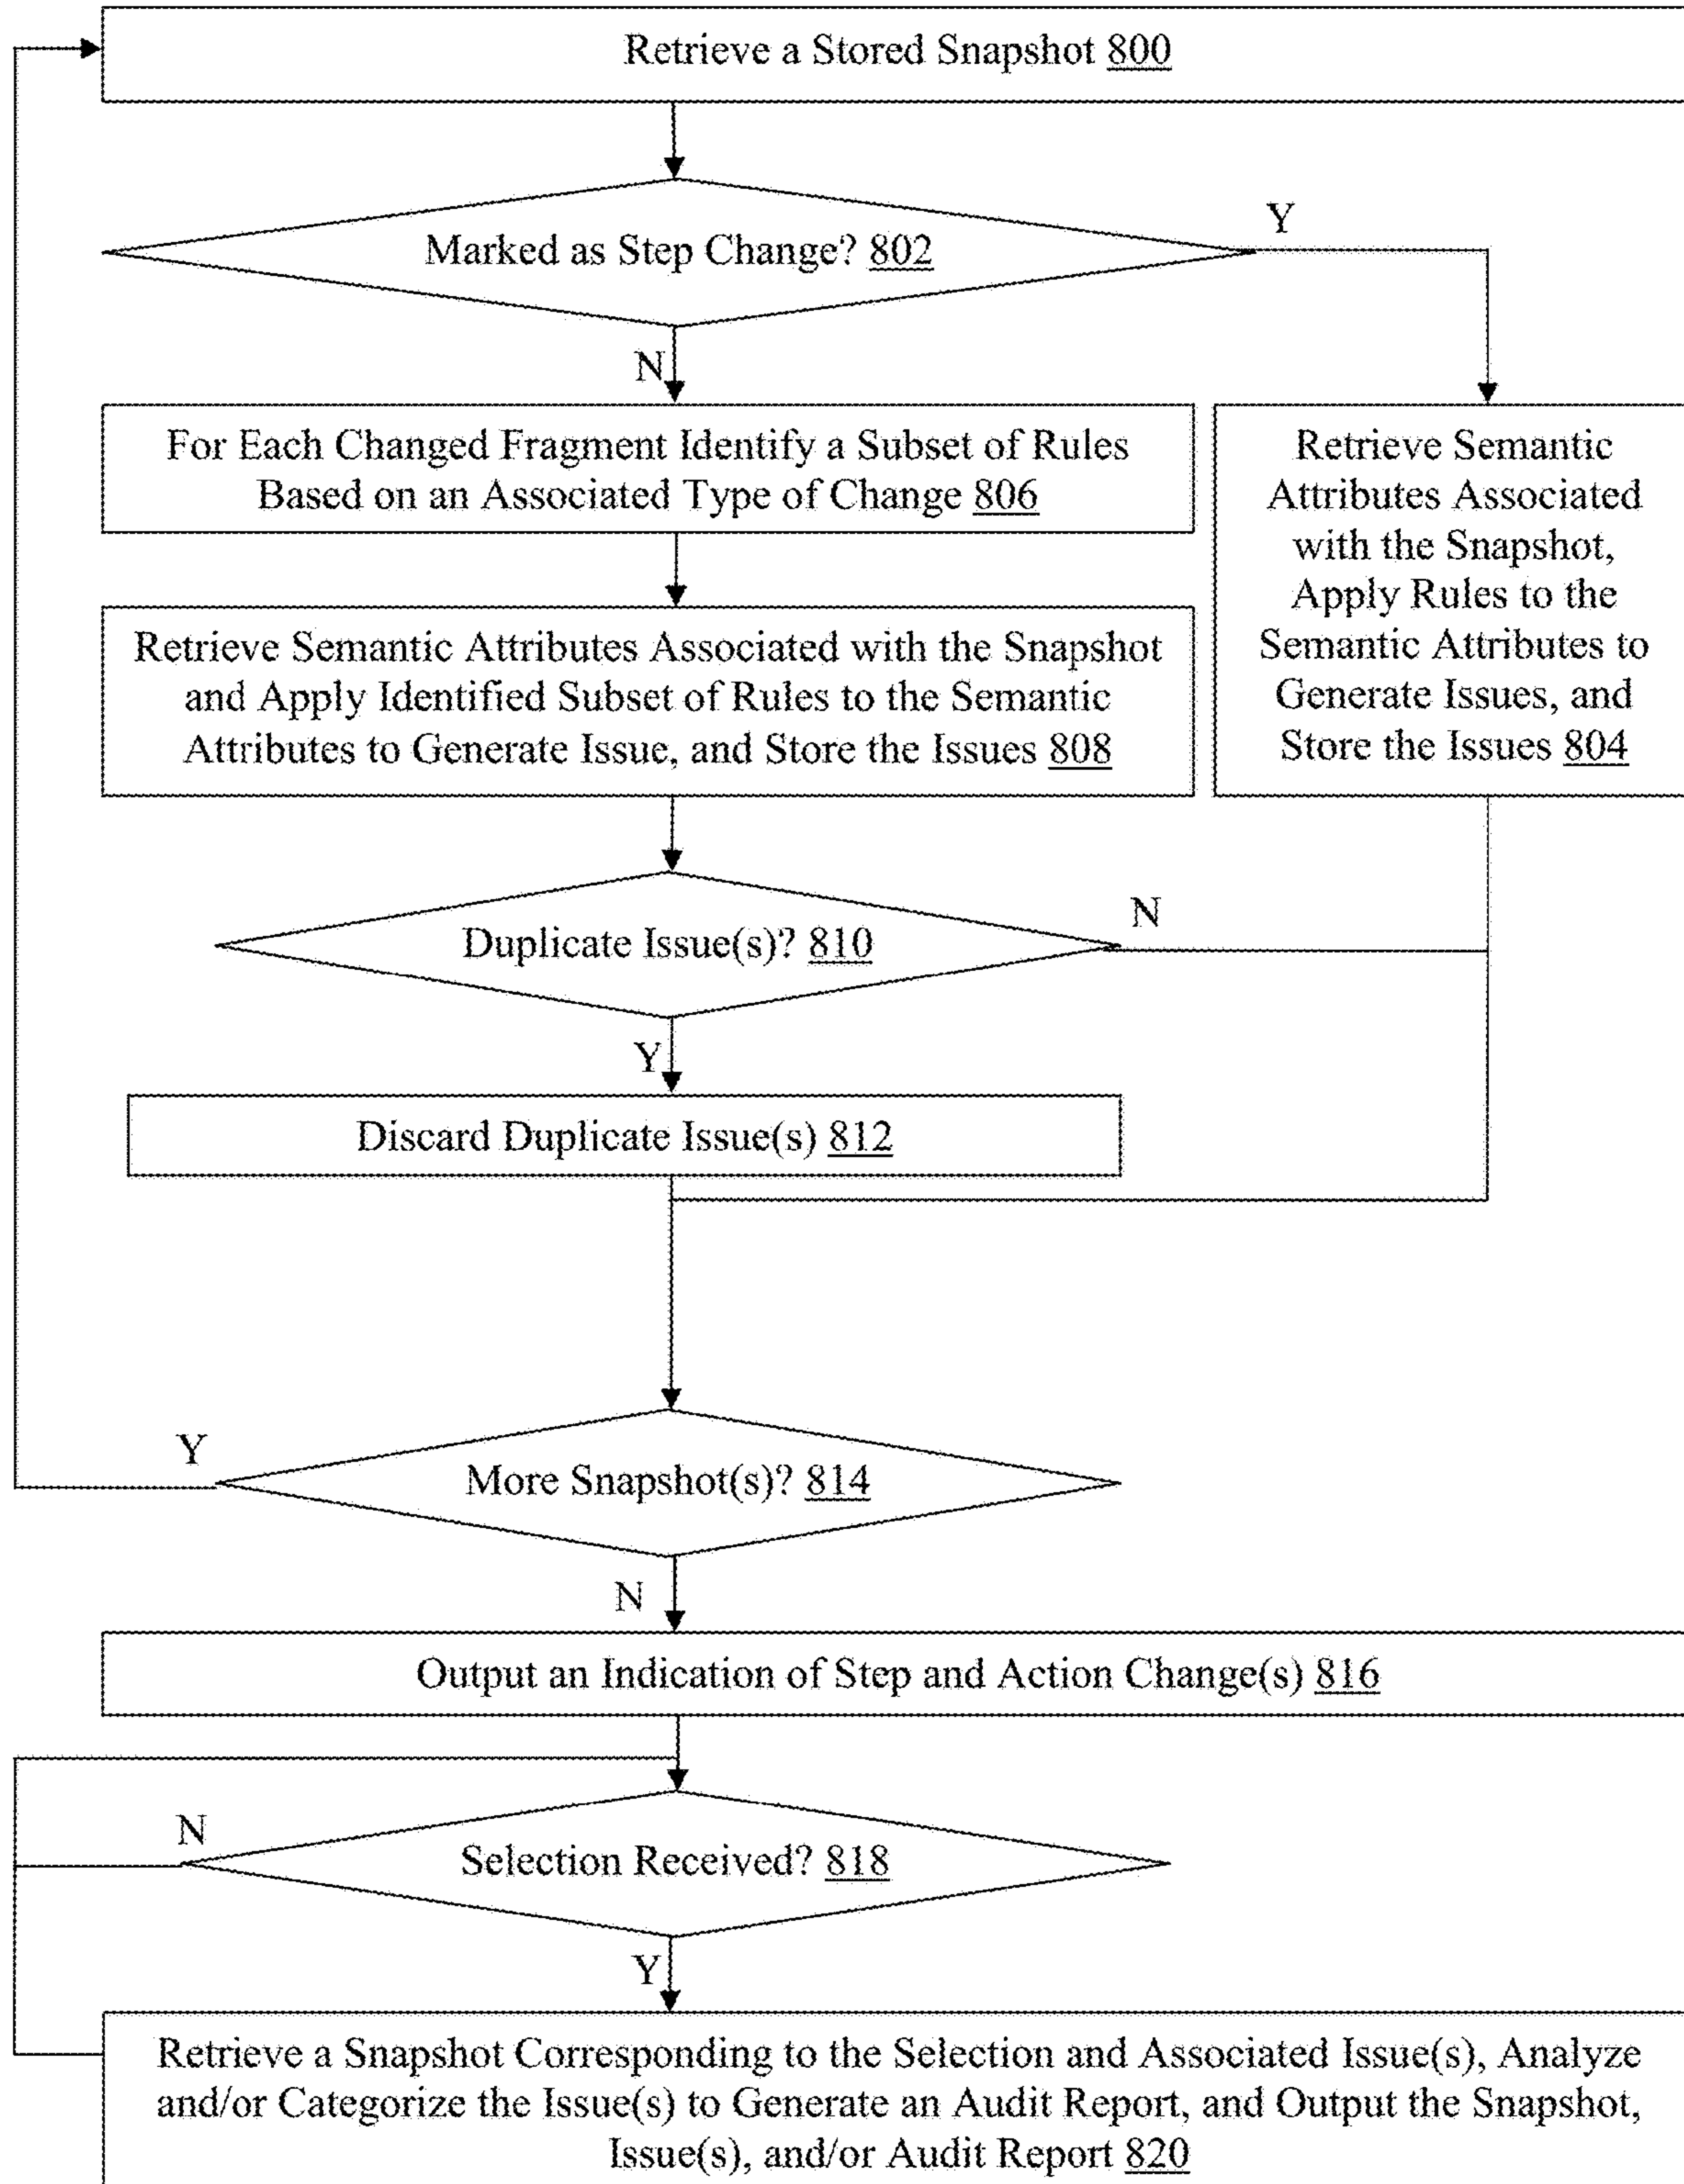 Retrieve a Stored Snapshot 800
Marked as Step Change? 802
Y
N
For Each Changed Fragment Identify a Subset of Rules
Based on an Associated Type of Change 806
Retrieve Semantic
Attributes Associated
with the Snapshot,
Apply Rules to the
Semantic Attributes to
Generate Issues, and
Store the Issues 804
Retrieve Semantic Attributes Associated with the Snapshot
and Apply Identified Subset of Rules to the Semantic
Attributes to Generate Issue, and Store the Issues 808
Duplicate Issue(s)? 810
N
Y
Discard Duplicate Issue(s) 812
Y
More Snapshot(s)? 814
N
Output an Indication of Step and Action Change(s) 816
N
Selection Received? 818
Y
Retrieve a Snapshot Corresponding to the Selection and Associated Issue(s), Analyze
and/or Categorize the Issue(s) to Generate an Audit Report, and Output the Snapshot,
Issue(s), and/or Audit Report 820